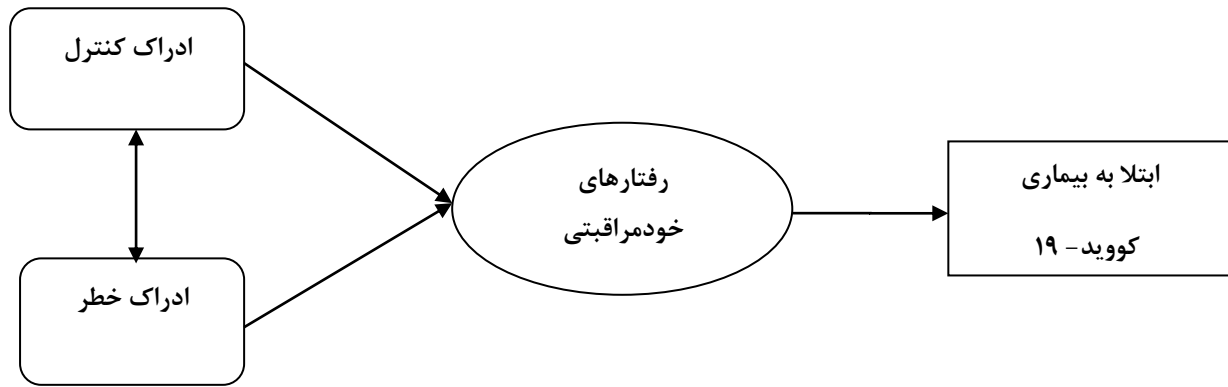 ادراک کنترل
ادراک خطر
رفتارهای
خودمراقبتی
ابتلا به بیماری
کووید- ۱۹